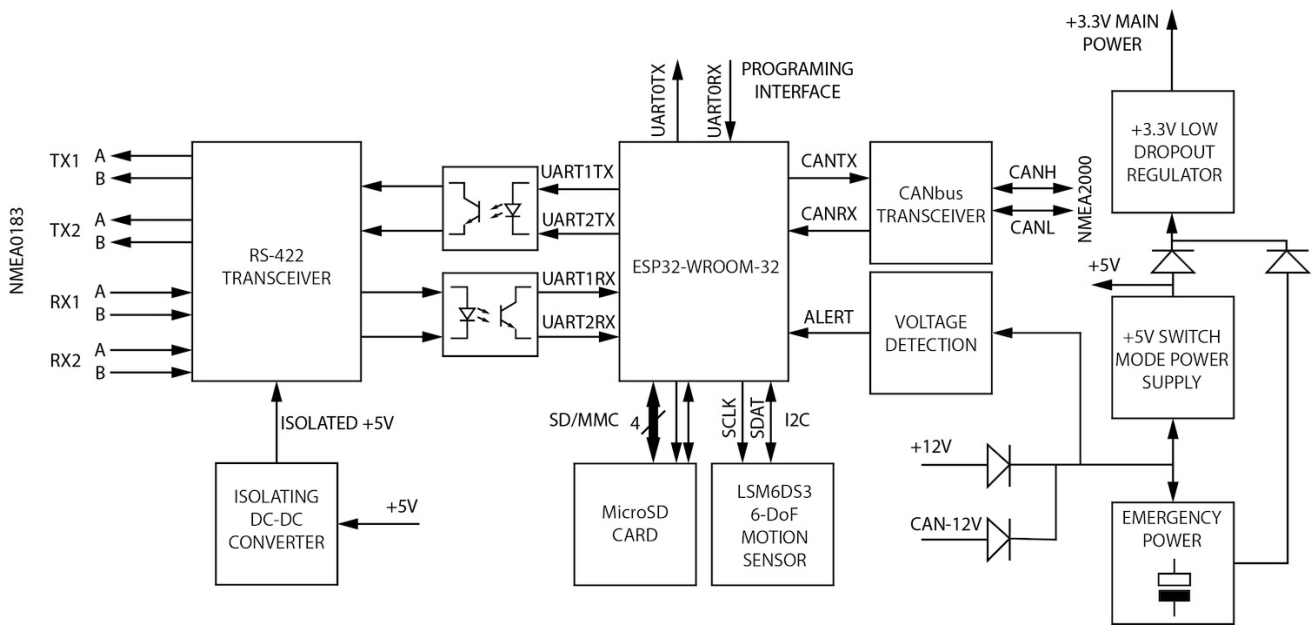 +3.3V MAIN
POWER
UART0TX
UART0RX
PROGRAMING
INTERFACE
+3.3V LOW
DROPOUT
REGULATOR
NMEA0183
TX1
A
B
TX2
A
B
RX1
A
B
RX2
A
B
RS-422
TRANSCEIVER
UART1TX
UART2TX
UART1RX
UART2RX
ESP32-WROOM-32
CANTX
CANRX
CANbus
TRANSCEIVER
CANH
CANL
NMEA2000
ALERT
VOLTAGE
DETECTION
+5V
+5V SWITCH
MODE POWER
SUPPLY
ISOLATED +5V
SD/MMC
4
SCLK
SDAT
I2C
ISOLATING
DC-DC
CONVERTER
+5V
MicroSD
CARD
LSM6DS3
6-DoF
MOTION
SENSOR
+12V
CAN-12V
EMERGENCY
POWER